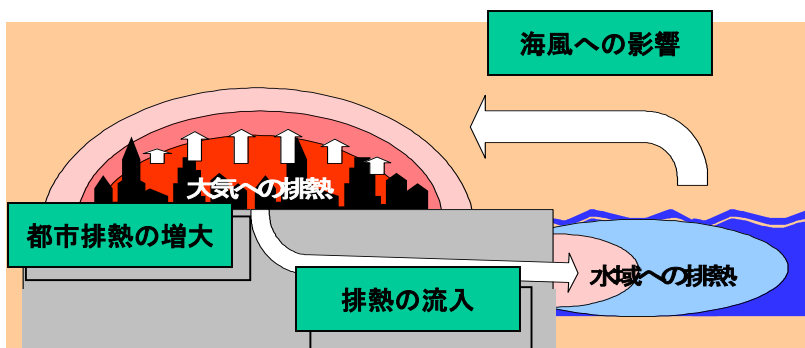 海風への影響
大気への排熱
都市排熱の増大
水域への排熱
排熱の流入